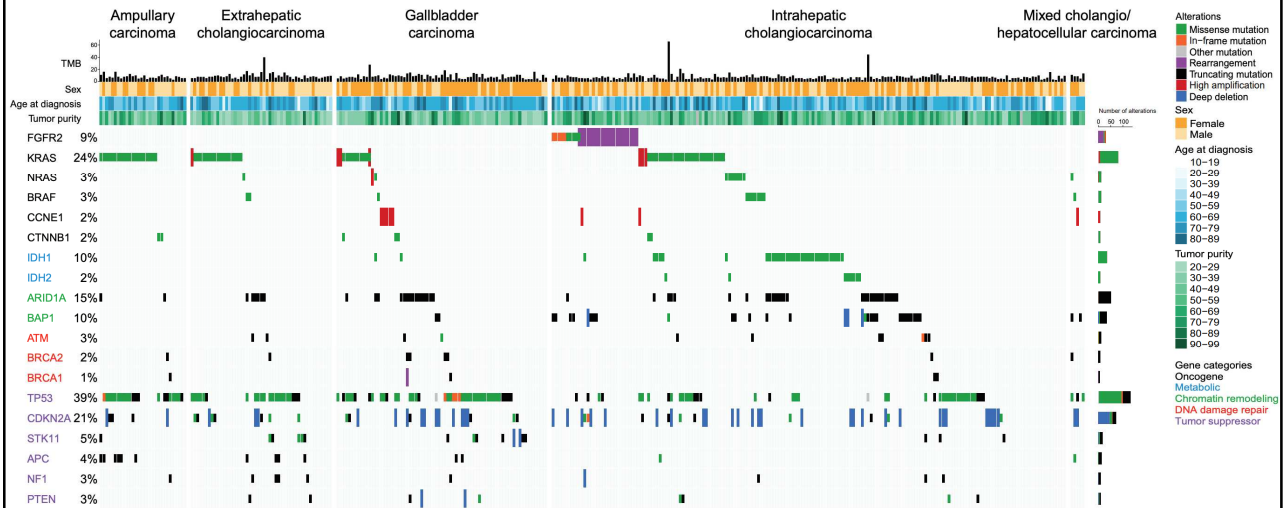 Ampullary
carcinoma
Extrahepatic
cholangiocarcinoma
Gallbladder
carcinoma
Intrahepatic
cholangiocarcinoma
Mixed cholangio/
hepatocellular carcinoma
TMB
60
40
20
0
Sex
Age at diagnosis
Tumor purity
FGFR2 9%
KRAS 24%
NRAS 3%
BRAF 3%
CCNE1 2%
CTNNB1 2%
IDH1 10%
IDH2 2%
ARID1A 15%
BAP1 10%
ATM 3%
BRCA2 2%
BRCA1 1%
TP53 39%
CDKN2A 21%
STK11 5%
APC 4%
NF1 3%
PTEN 3%
Number of alterations
0 50 100
Alterations
Missense mutation
In-frame mutation
Other mutation
Rearrangement
Truncating mutation
High amplification
Deep deletion
Sex
Female
Male
Age at diagnosis
10-19
20-29
30-39
40-49
50-59
60-69
70-79
80-89
Tumor purity
20-29
30-39
40-49
50-59
60-69
70-79
80-89
90-99
Gene categories
Oncogene
Metabolic
Chromatin remodeling
DNA damage repair
Tumor suppressor